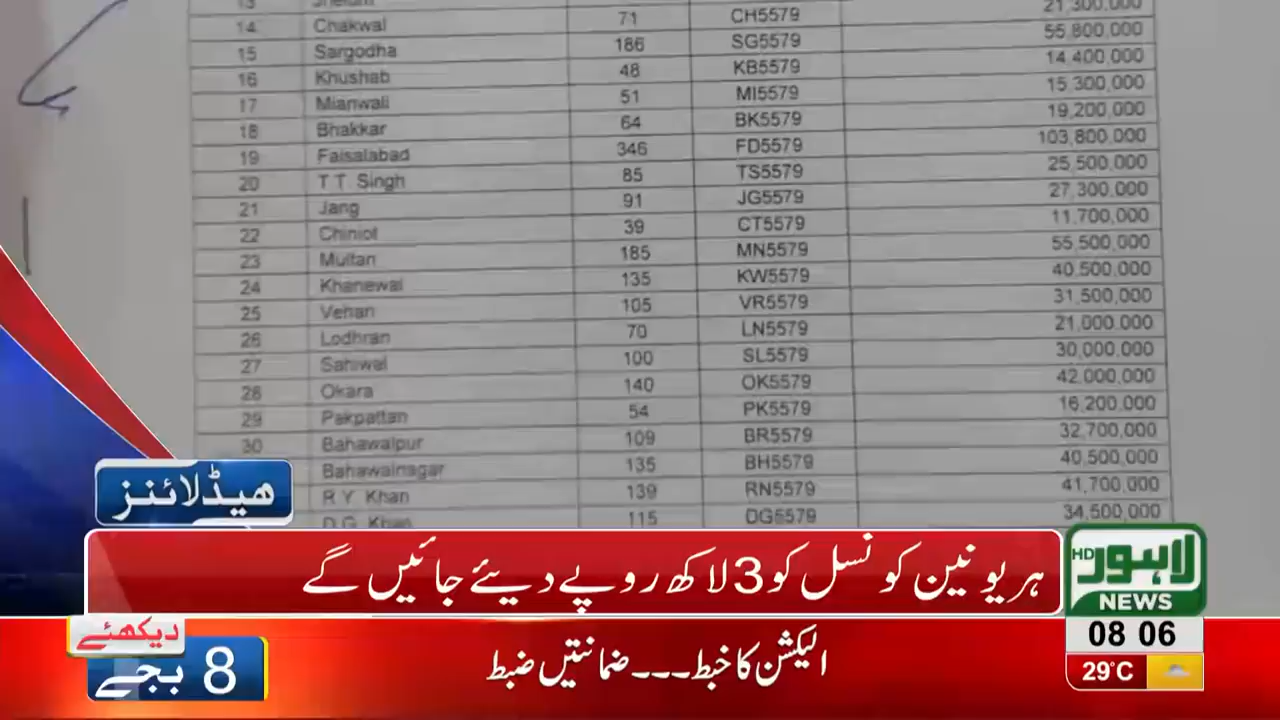 13 Jhelum 71 CH5579 21,300,000
14 Chakwal 186 SG5579 55,800,000
15 Sargodha 48 KB5579 14,400,000
16 Khushab 51 MI5579 15,300,000
17 Mianwali 64 BK5579 19,200,000
18 Bhakkar 346 FD5579 103,800,000
19 Faisalabad 85 TS5579 25,500,000
20 T T Singh 91 JG5579 27,300,000
21 Jang 39 CT5579 11,700,000
22 Chiniot 185 MN5579 55,500,000
23 Multan 135 KW5579 40,500,000
24 Khanewal 105 VR5579 31,500,000
25 Vehari 70 LN5579 21,000,000
26 Lodhran 100 SL5579 30,000,000
27 Sahiwal 140 OK5579 42,000,000
28 Okara 54 PK5579 16,200,000
29 Pakpattan 109 BR5579 32,700,000
30 Bahawalpur 135 BH5579 40,500,000
Bahawalnagar 139 RN5579 41,700,000
R Y Khan 115 DG5579 34,500,000
D.G. Khan
ھیڈلائنز
ہر یونین کونسل کو 3 لاکھ روپے دیئے جائیں گے
لاہور HD
NEWS
دیکھئے
8 بجے
الیکشن کا خبط۔۔۔ ضمانتیں ضبط
08 06
29°C